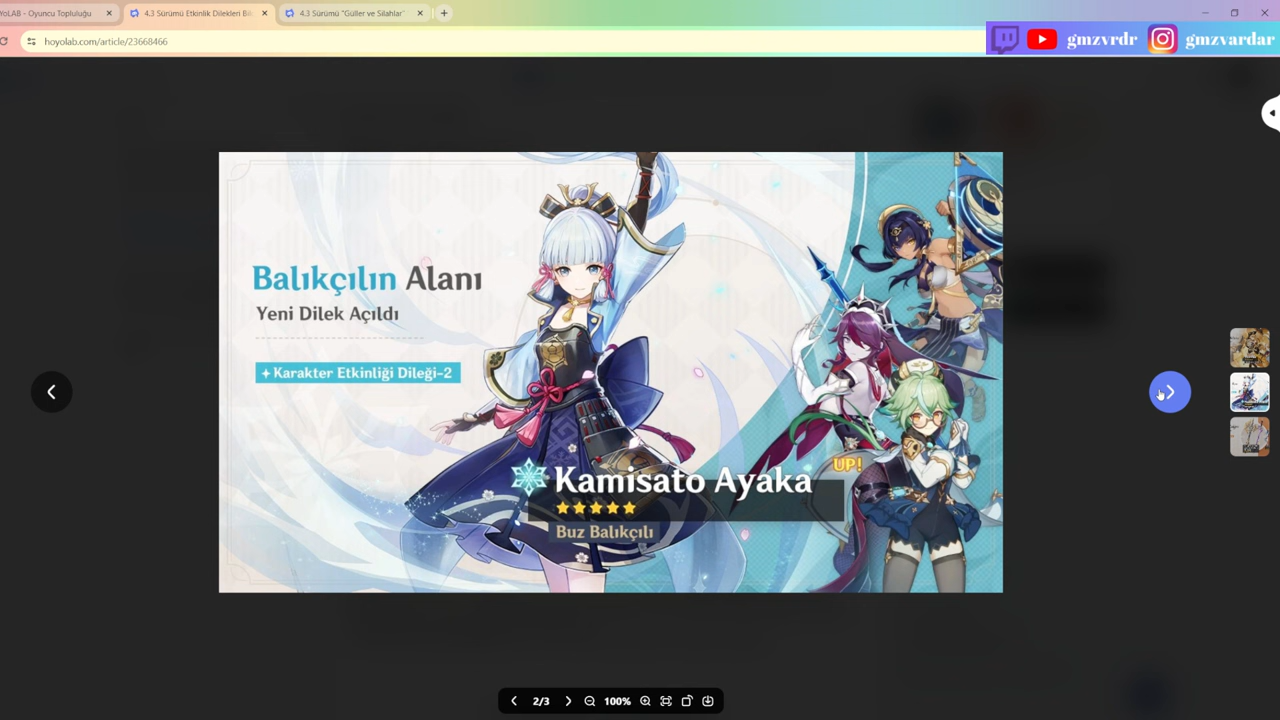 YoLAB - Oyuncu Topluluğu
4.3 Sürümü Etkinlik Dilekleri Bil
4.3 Sürümü "Güller ve Silahlar"
hoyolab.com/article/23668466
gmzvrdr
gmzvardar
Balıkçılın Alanı
Yeni Dilek Açıldı
Karakter Etkinliği Dileği-2
UP!
Kamisato Ayaka
Buz Balıkçılı
2/3
100%